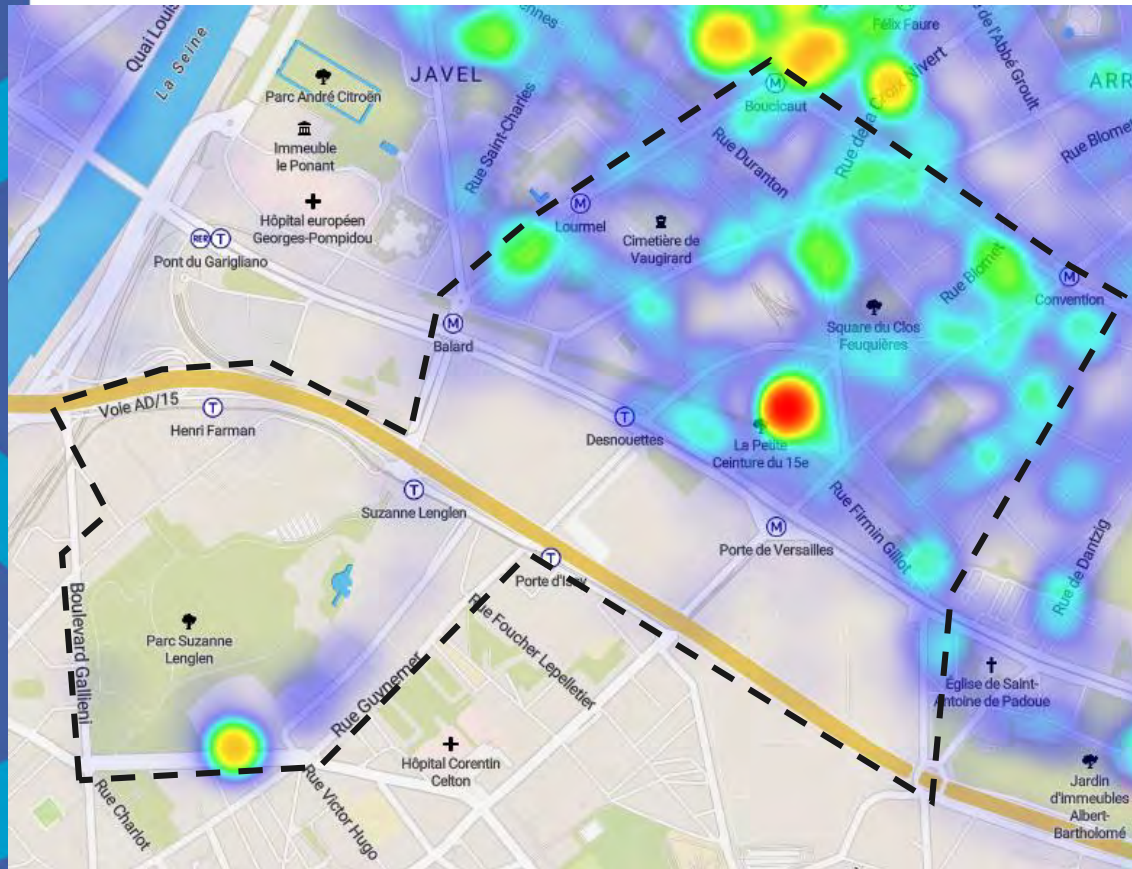 Quai Louis
La Seine
ennes
Félix Faure
de l'Abbé Groult
JAVEL
ARR
Parc André Citroën
M
Boucicaut
Rue de la Croix Nivert
Immeuble
le Ponant
Rue Saint-Charles
Rue Duranton
Rue Blomet
Hôpital européen
Georges-Pompidou
M
Lourmel
Cimetière de
Vaugirard
RER T
Pont du Garigliano
Rue Blomet
M
Convention
M
Balard
Square du Clos
Feuquières
Voie AD/15
T
Henri Farman
T
Desnouettes
La Petite
Ceinture du 15e
T
Suzanne Lenglen
Rue Firmin Gillot
M
Porte de Versailles
Rue de Dantzig
T
Porte d'Issy
Boulevard Gallieni
Rue Foucher Lepelletier
Parc Suzanne
Lenglen
Rue Guynemer
Eglise de Saint-
Antoine de Padoue
Hôpital Corentin
Celton
Rue Charlot
Rue Victor Hugo
Jardin
d'immeubles
Albert-
Bartholomé